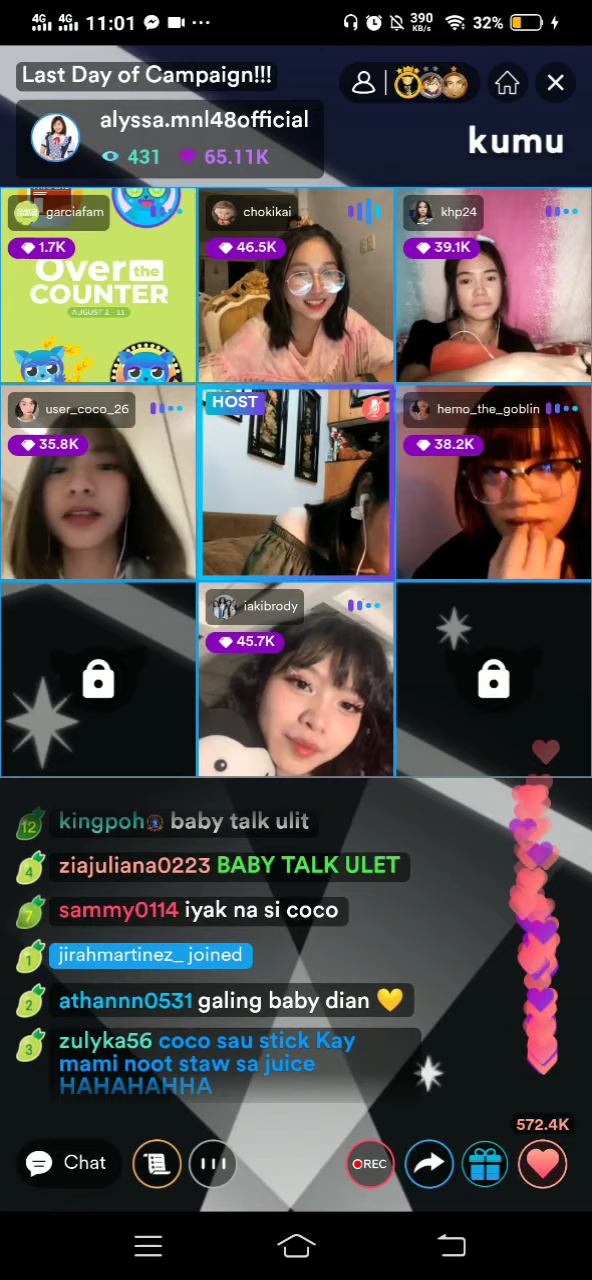 4G 4G 11:01 ... 390 KB/s 32%
Last Day of Campaign!!!
alyssa.mnl48official
431 65.11K
kumu
garciafam
1.7K
Over the
COUNTER
AUGUST 2 - 11
chokikai
46.5K
khp24
39.1K
user_coco_26
35.8K
HOST
hemo_the_goblin
38.2K
iakibrody
45.7K
12 kingpoh baby talk ulit
4 ziajuliana0223 BABY TALK ULET
7 sammy0114 iyak na si coco
1 jirahmartinez_ joined
2 athannn0531 galing baby dian 💛
3 zulyka56 coco sau stick Kay
mami noot staw sa juice
HAHAHAHHA
572.4K
Chat
REC